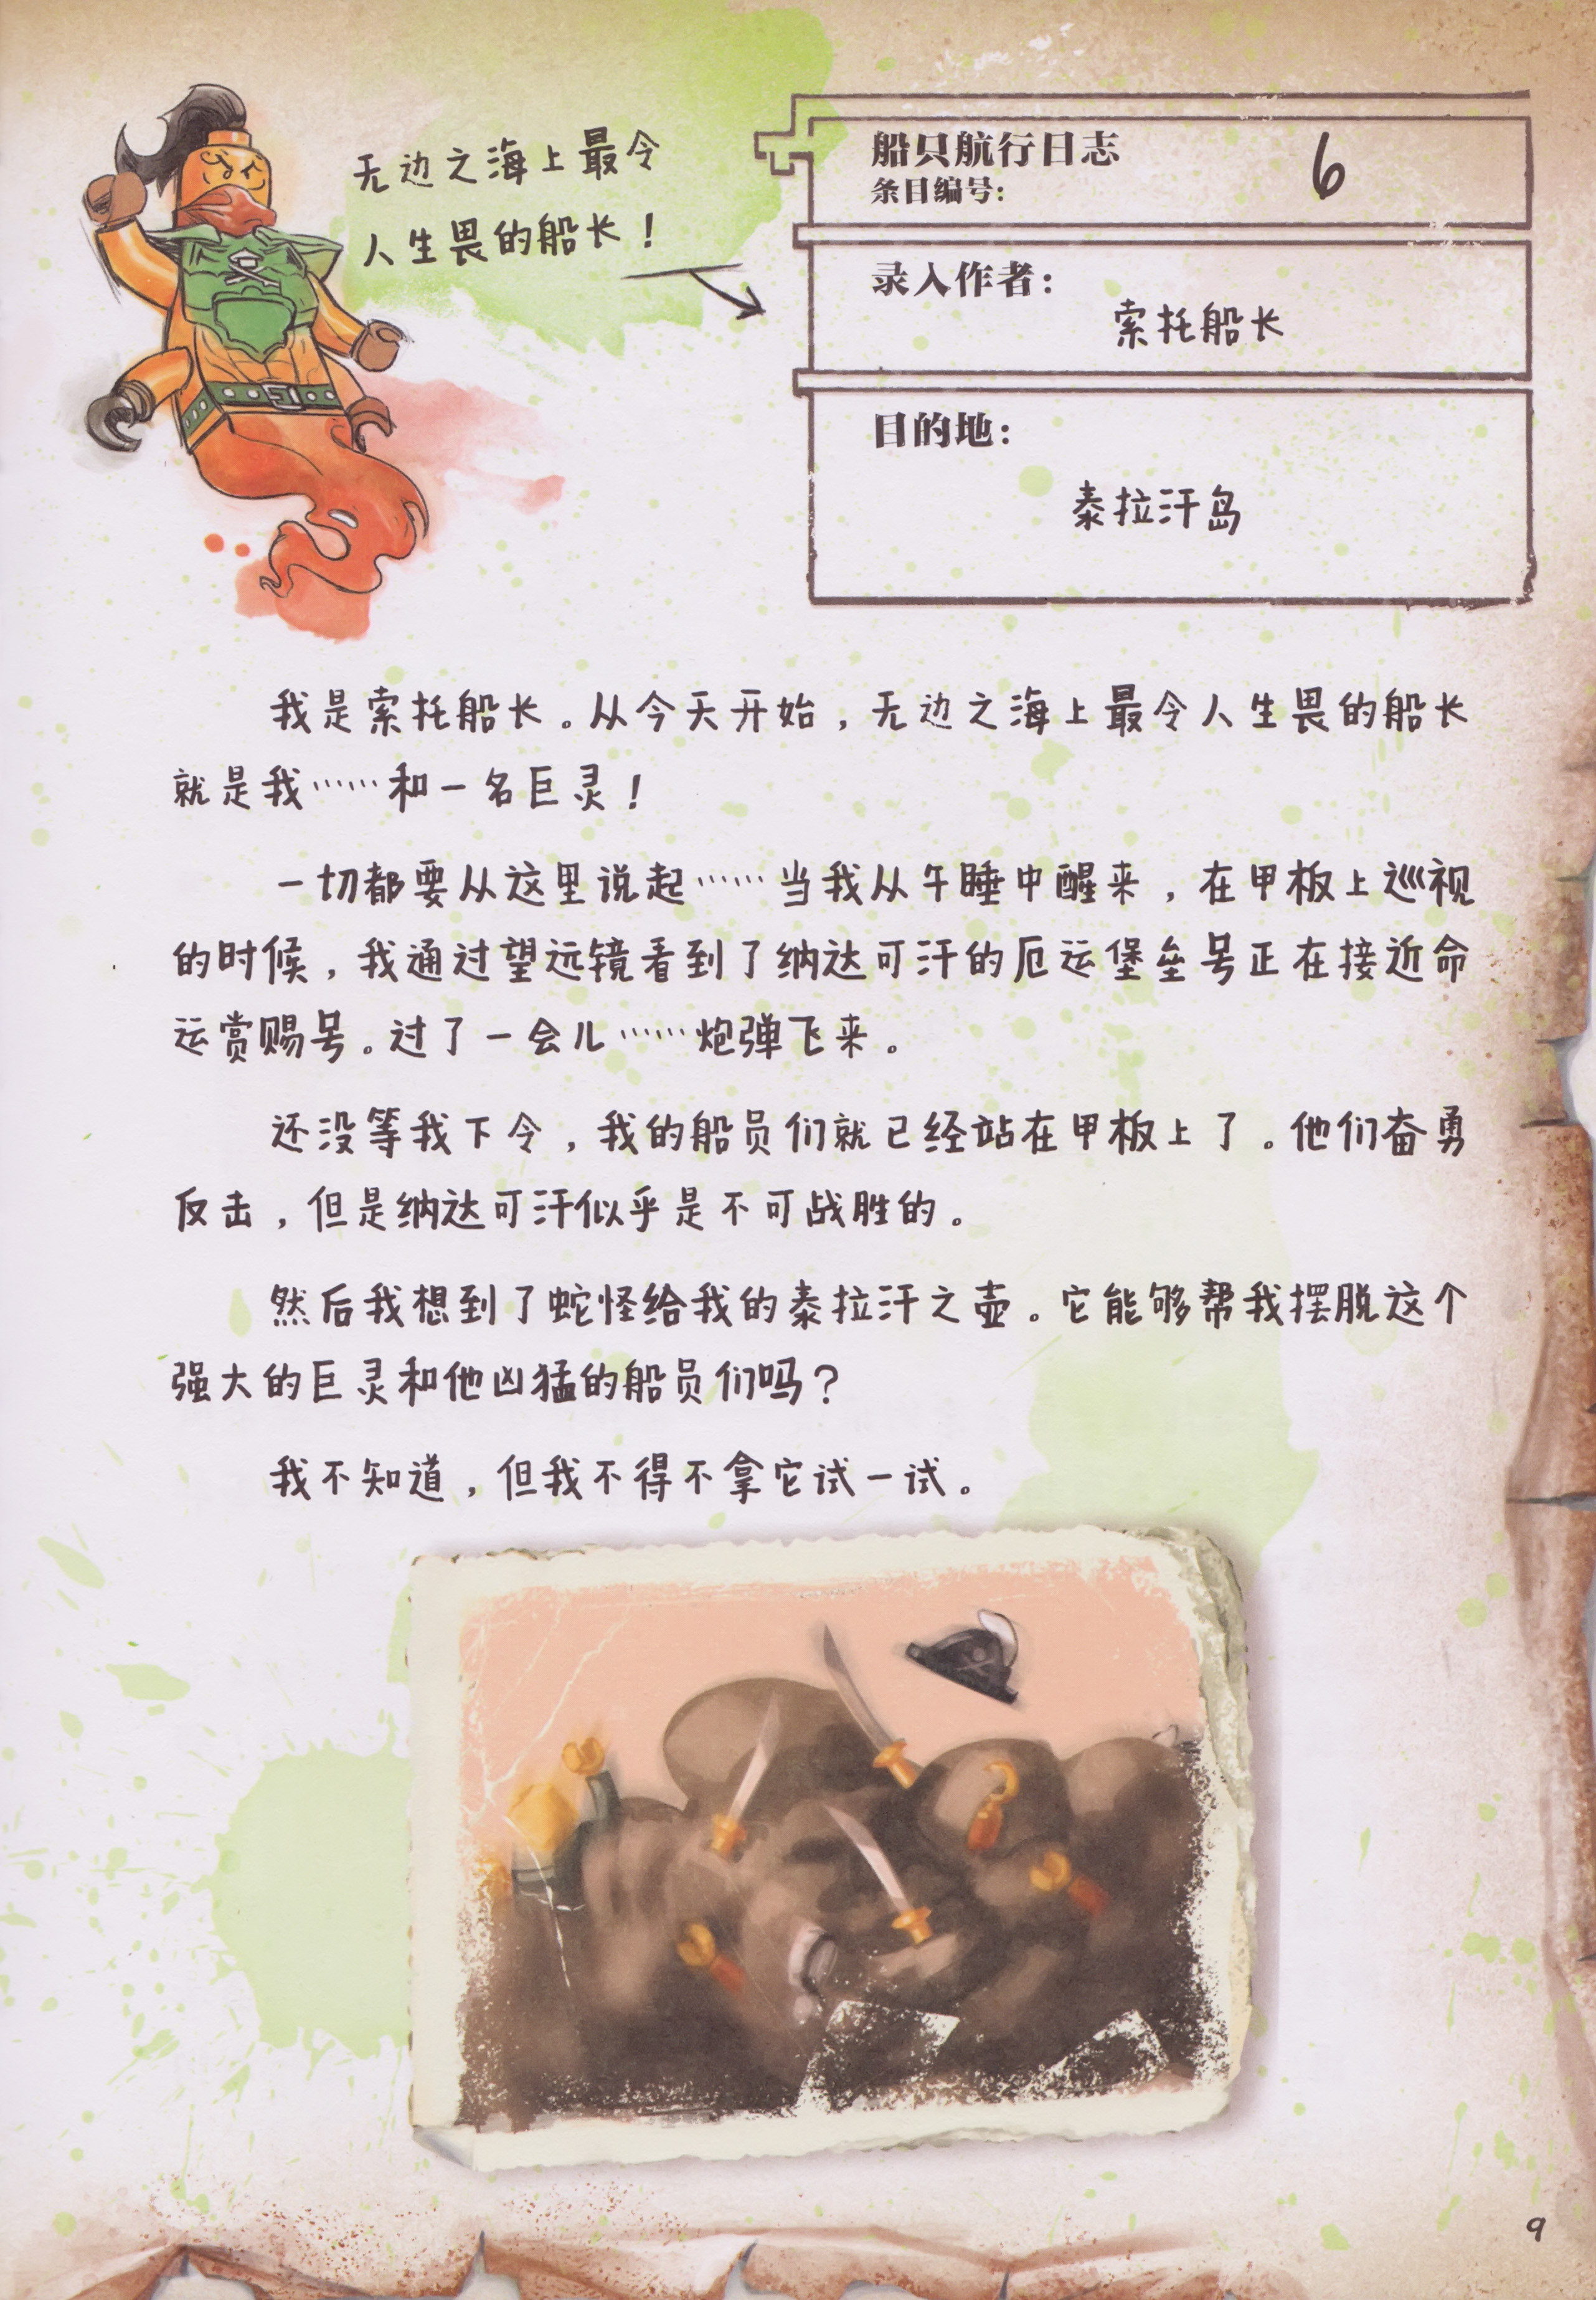 无边之海上最令
人生畏的船长！
船只航行日志
条目编号： 6
录入作者：
索托船长
目的地：
泰拉汗岛
我是索托船长。从今天开始，无边之海上最令人生畏的船长
就是我……和一名巨灵！
一切都要从这里说起……当我从午睡中醒来，在甲板上巡视
的时候，我通过望远镜看到了纳达可汗的厄运堡垒号正在接近命
运赏赐号。过了一会儿……炮弹飞来。
还没等我下令，我的船员们就已经站在甲板上了。他们奋勇
反击，但是纳达可汗似乎是不可战胜的。
然后我想到了蛇怪给我的泰拉汗之壶。它能够帮我摆脱这个
强大的巨灵和他凶猛的船员们吗？
我不知道，但我不得不拿它试一试。
9